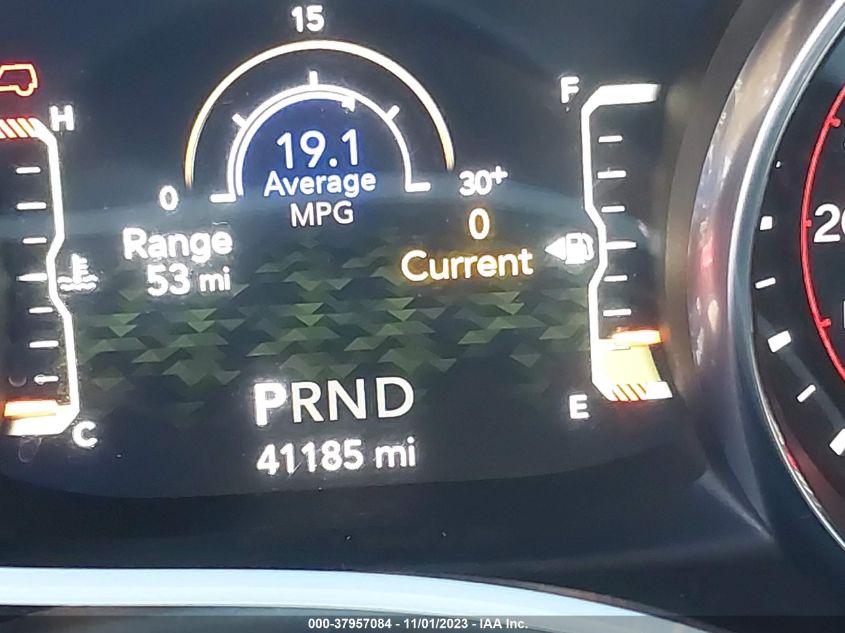 15
H
F
19.1
Average
MPG
0
30+
Range
53 mi
0
Current
20
PRND
E
C
41185 mi
000-37957084 - 11/01/2023 - IAA Inc.